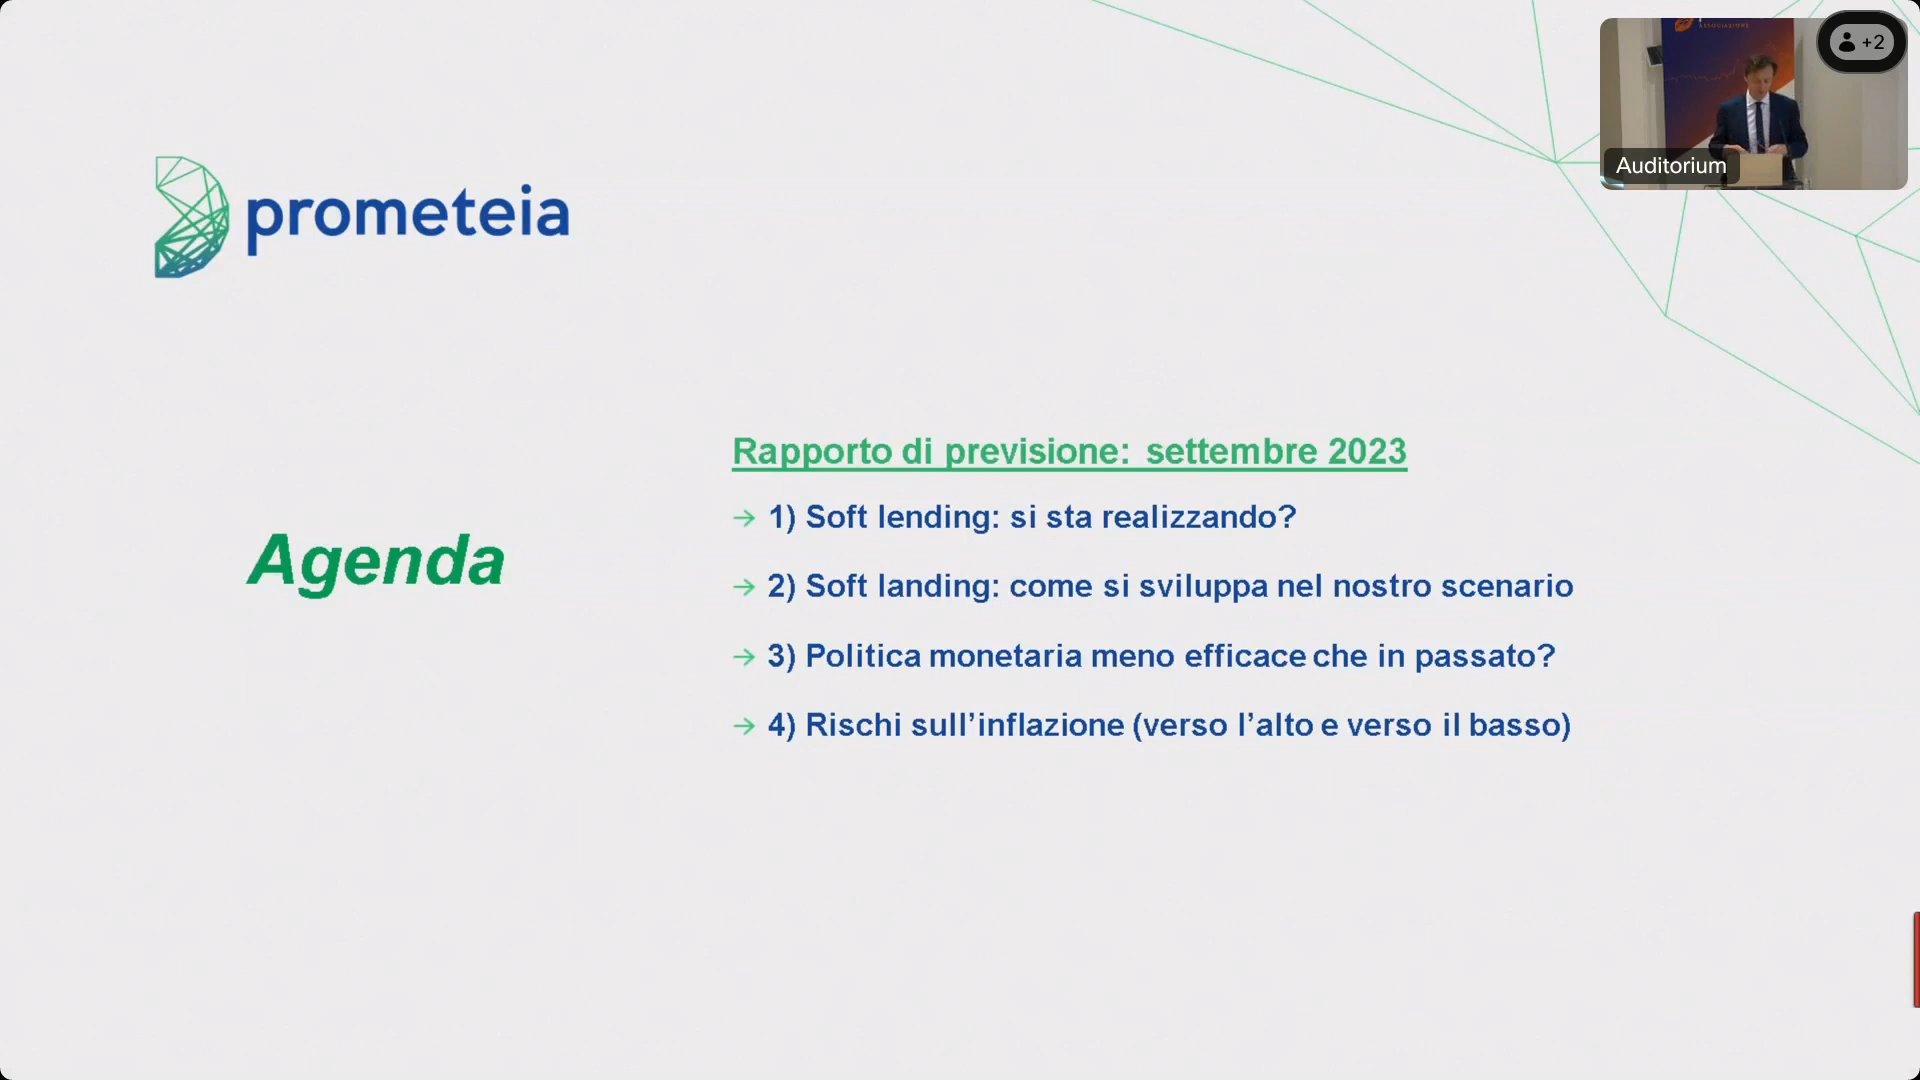 +2
ASSOCIAZIONE
Auditorium
prometeia
Agenda
Rapporto di previsione: settembre 2023
→ 1) Soft lending: si sta realizzando?
→ 2) Soft landing: come si sviluppa nel nostro scenario
→ 3) Politica monetaria meno efficace che in passato?
→ 4) Rischi sull’inflazione (verso l’alto e verso il basso)